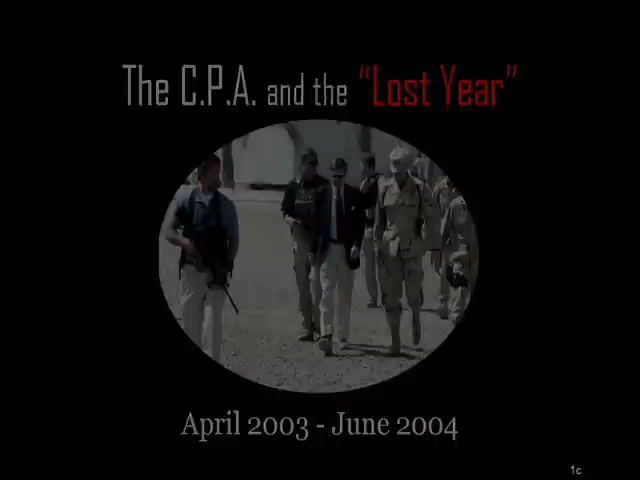 The C.P.A. and the “Lost Year”
April 2003 - June 2004
1c